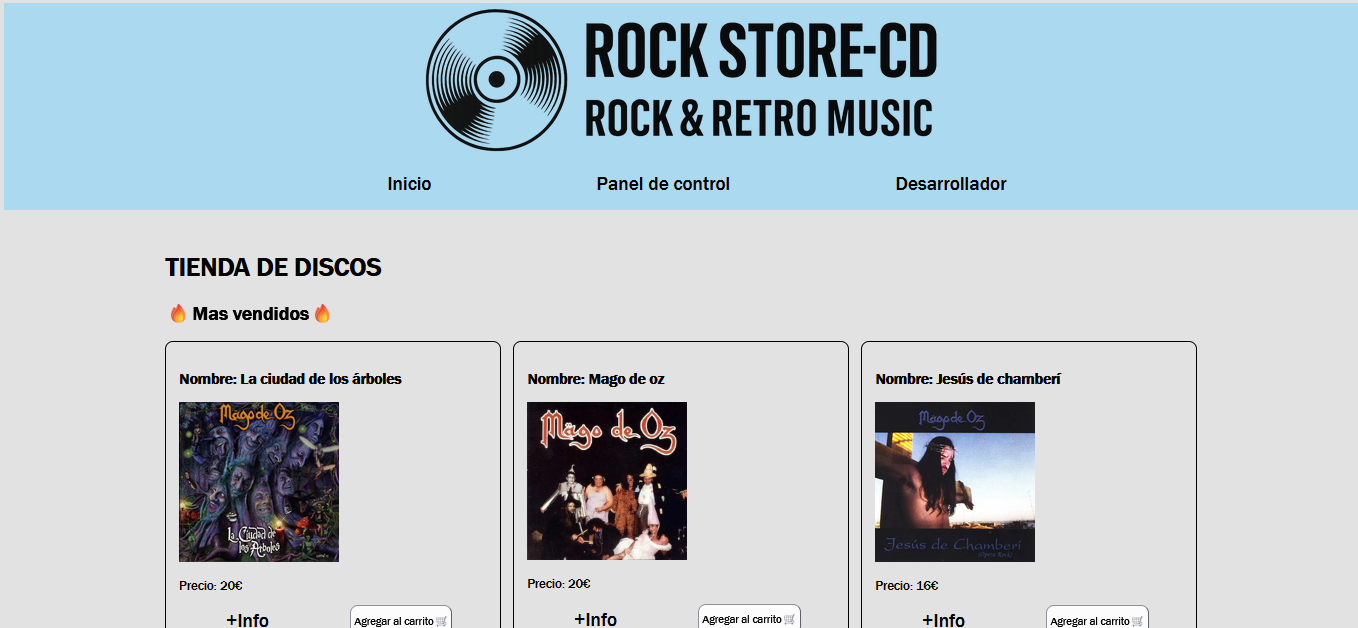 ROCK STORE-CD
ROCK & RETRO MUSIC
Inicio Panel de control Desarrollador
TIENDA DE DISCOS
🔥 Mas vendidos 🔥
Nombre: La ciudad de los árboles
Mägo de Oz
La Ciudad de
los Árboles
Precio: 20€
+Info Agregar al carrito 🛒
Nombre: Mago de oz
Mägo de Oz
Precio: 20€
+Info Agregar al carrito 🛒
Nombre: Jesús de chamberí
Mägo de Oz
Jesús de Chamberí
(Opera Rock)
Precio: 16€
+Info Agregar al carrito 🛒